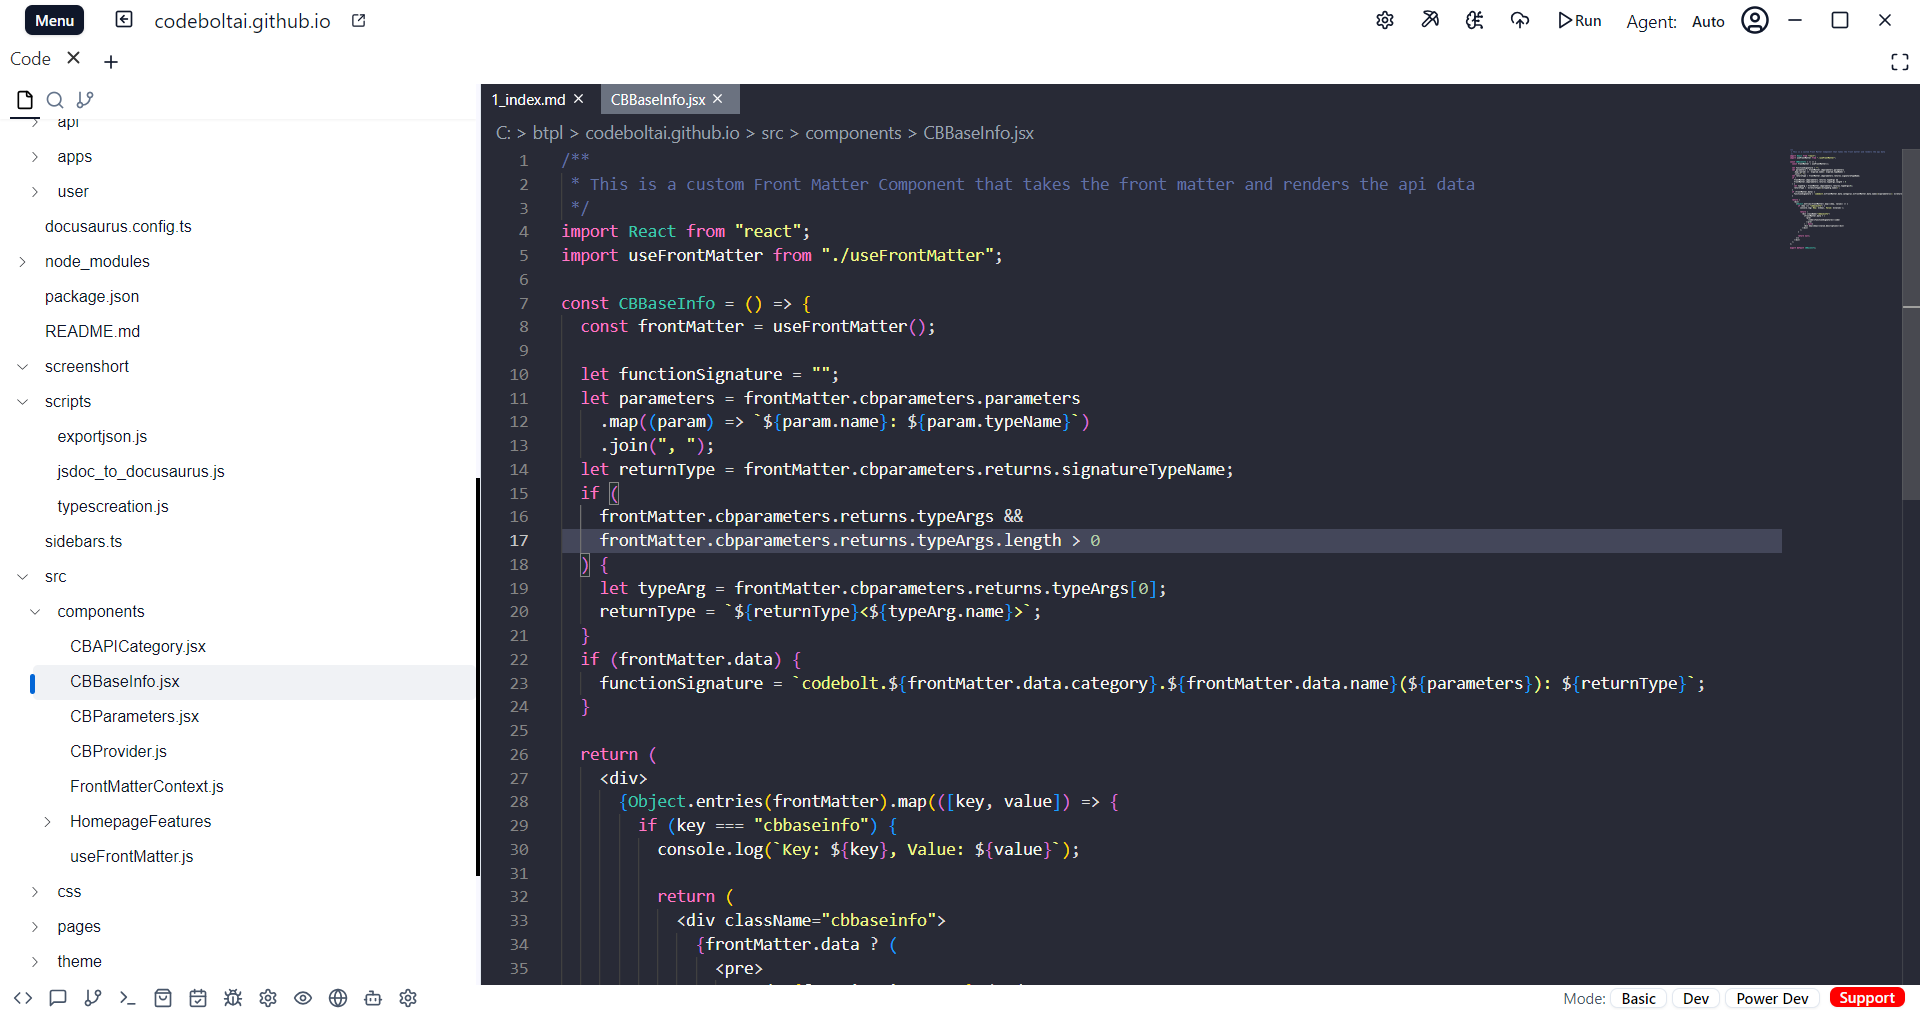 Menu
codeboltai.github.io
Run
Agent: Auto
Code
api
apps
user
docusaurus.config.ts
node_modules
package.json
README.md
screenshort
scripts
exportjson.js
jsdoc_to_docusaurus.js
typescreation.js
sidebars.ts
src
components
CBAPICategory.jsx
CBBaseInfo.jsx
CBParameters.jsx
CBProvider.js
FrontMatterContext.js
HomepageFeatures
useFrontMatter.js
css
pages
theme
1_index.md
CBBaseInfo.jsx
C: > btpl > codeboltai.github.io > src > components > CBBaseInfo.jsx
1 /**
2 * This is a custom Front Matter Component that takes the front matter and renders the api data
3 */
4 import React from "react";
5 import useFrontMatter from "./useFrontMatter";
6
7 const CBBaseInfo = () => {
8 const frontMatter = useFrontMatter();
9
10 let functionSignature = "";
11 let parameters = frontMatter.cbparameters.parameters
12 .map((param) => `${param.name}: ${param.typeName}`)
13 .join(", ");
14 let returnType = frontMatter.cbparameters.returns.signatureTypeName;
15 if (
16 frontMatter.cbparameters.returns.typeArgs &&
17 frontMatter.cbparameters.returns.typeArgs.length > 0
18 ) {
19 let typeArg = frontMatter.cbparameters.returns.typeArgs[0];
20 returnType = `${returnType}<${typeArg.name}>`;
21 }
22 if (frontMatter.data) {
23 functionSignature = `codebolt.${frontMatter.data.category}.${frontMatter.data.name}(${parameters}): ${returnType}`;
24 }
25
26 return (
27 <div>
28 {Object.entries(frontMatter).map(([key, value]) => {
29 if (key === "cbbaseinfo") {
30 console.log(`Key: ${key}, Value: ${value}`);
31
32 return (
33 <div className="cbbaseinfo">
34 {frontMatter.data ? (
35 <pre>
Mode: Basic Dev Power Dev Support